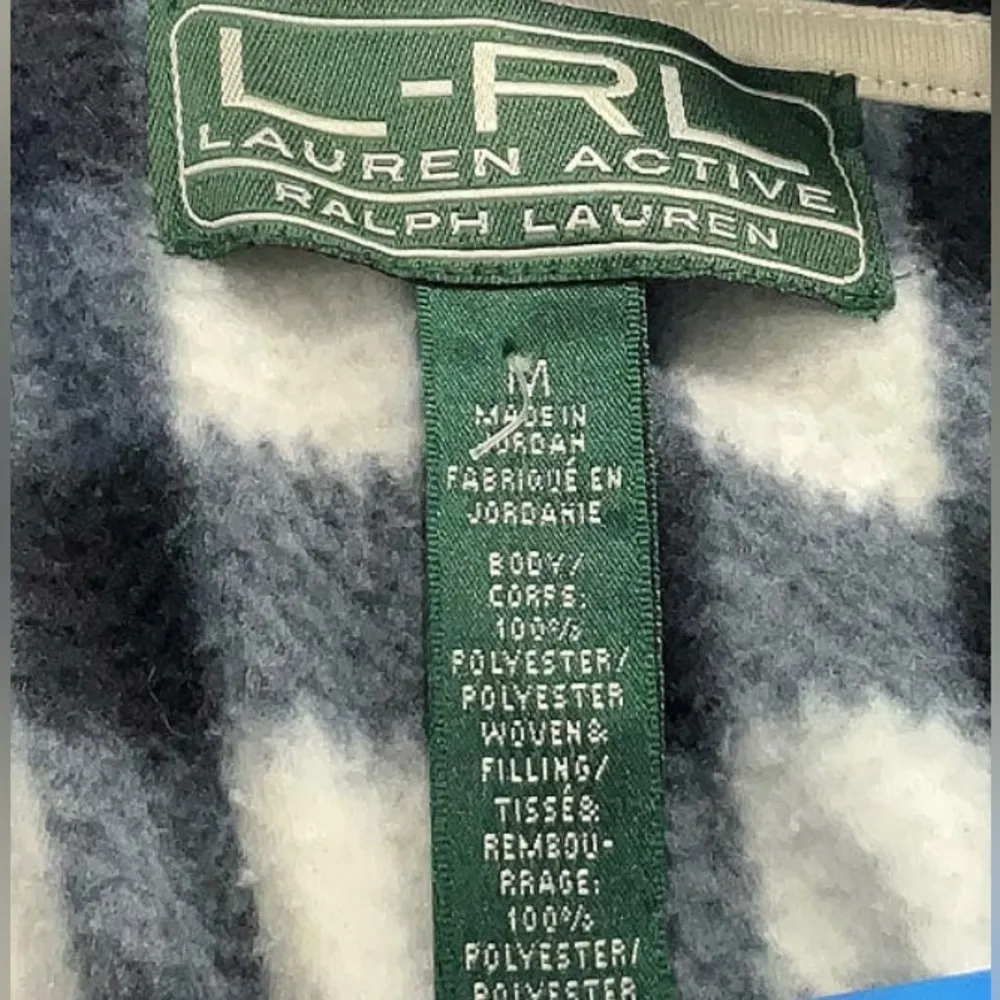 L-RL
LAUREN ACTIVE
RALPH LAUREN
M
MADE IN
JORDAN
FABRIQUÉ EN
JORDANIE
BODY/
CORPS:
100%
POLYESTER/
POLYESTER
WOVEN&
FILLING/
TISSÉ&
REMBOU-
RRAGE:
100%
POLYESTER/
POLYESTER